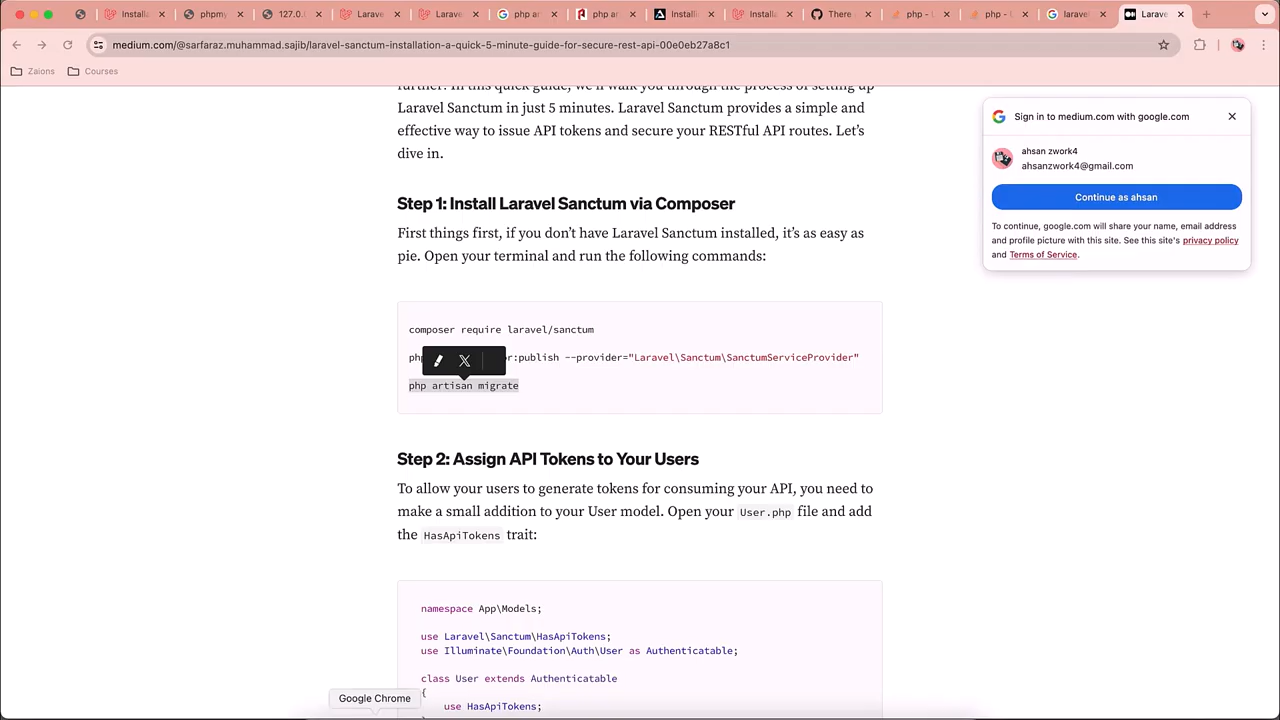 Installa
phpmy
127.0.
Larave
Larave
php ar
php ar
Installi
Installa
There
php - L
php - L
larave
Larave
medium.com/@sarfaraz.muhammad.sajib/laravel-sanctum-installation-a-quick-5-minute-guide-for-secure-rest-api-00e0eb27a8c1
Zaions
Courses
further! In this quick guide, we'll walk you through the process of setting up
Laravel Sanctum in just 5 minutes. Laravel Sanctum provides a simple and
effective way to issue API tokens and secure your RESTful API routes. Let's
dive in.
Sign in to medium.com with google.com
ahsan zwork4
ahsanzwork4@gmail.com
Continue as ahsan
To continue, google.com will share your name, email address
and profile picture with this site. See this site's privacy policy
and Terms of Service.
Step 1: Install Laravel Sanctum via Composer
First things first, if you don't have Laravel Sanctum installed, it's as easy as
pie. Open your terminal and run the following commands:
composer require laravel/sanctum
ph or:publish --provider="Laravel\Sanctum\SanctumServiceProvider"
php artisan migrate
Step 2: Assign API Tokens to Your Users
To allow your users to generate tokens for consuming your API, you need to
make a small addition to your User model. Open your User.php file and add
the HasApiTokens trait:
namespace App\Models;
use Laravel\Sanctum\HasApiTokens;
use Illuminate\Foundation\Auth\User as Authenticatable;
class User extends Authenticatable
{
use HasApiTokens;
Google Chrome